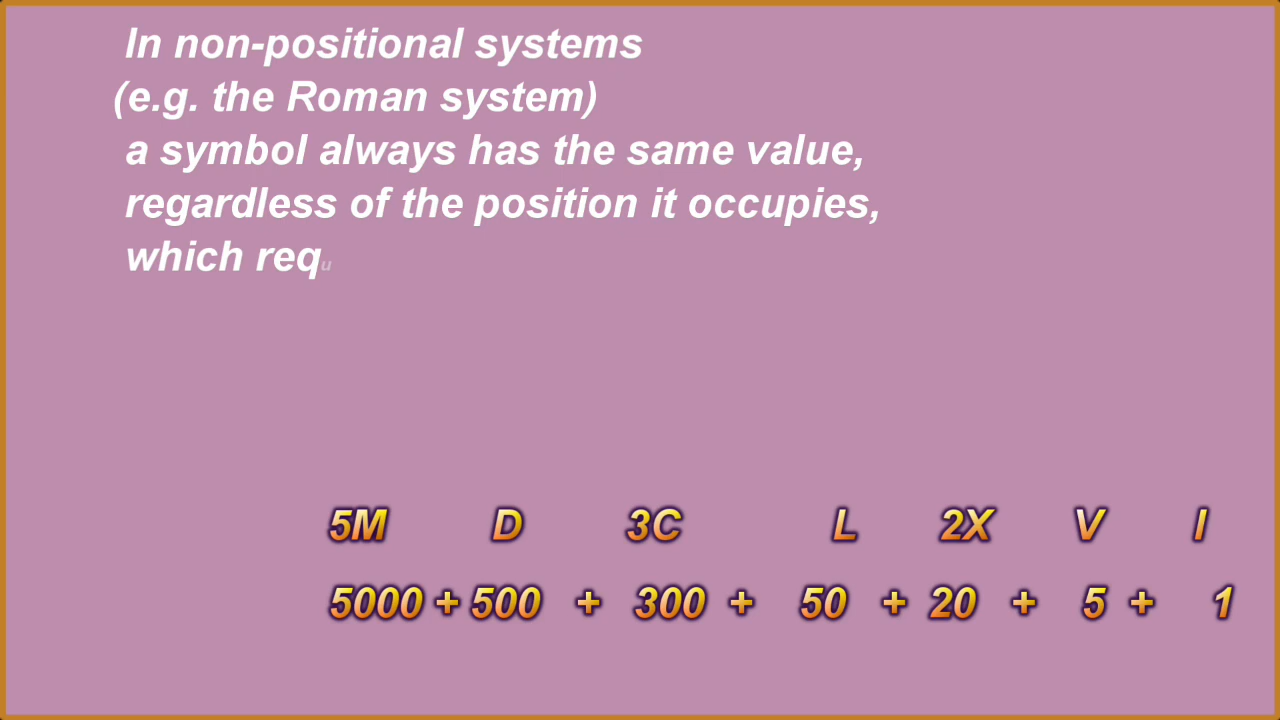 In non-positional systems
(e.g. the Roman system)
a symbol always has the same value,
regardless of the position it occupies,
which requ
5M D 3C L 2X V I
5000 + 500 + 300 + 50 + 20 + 5 + 1